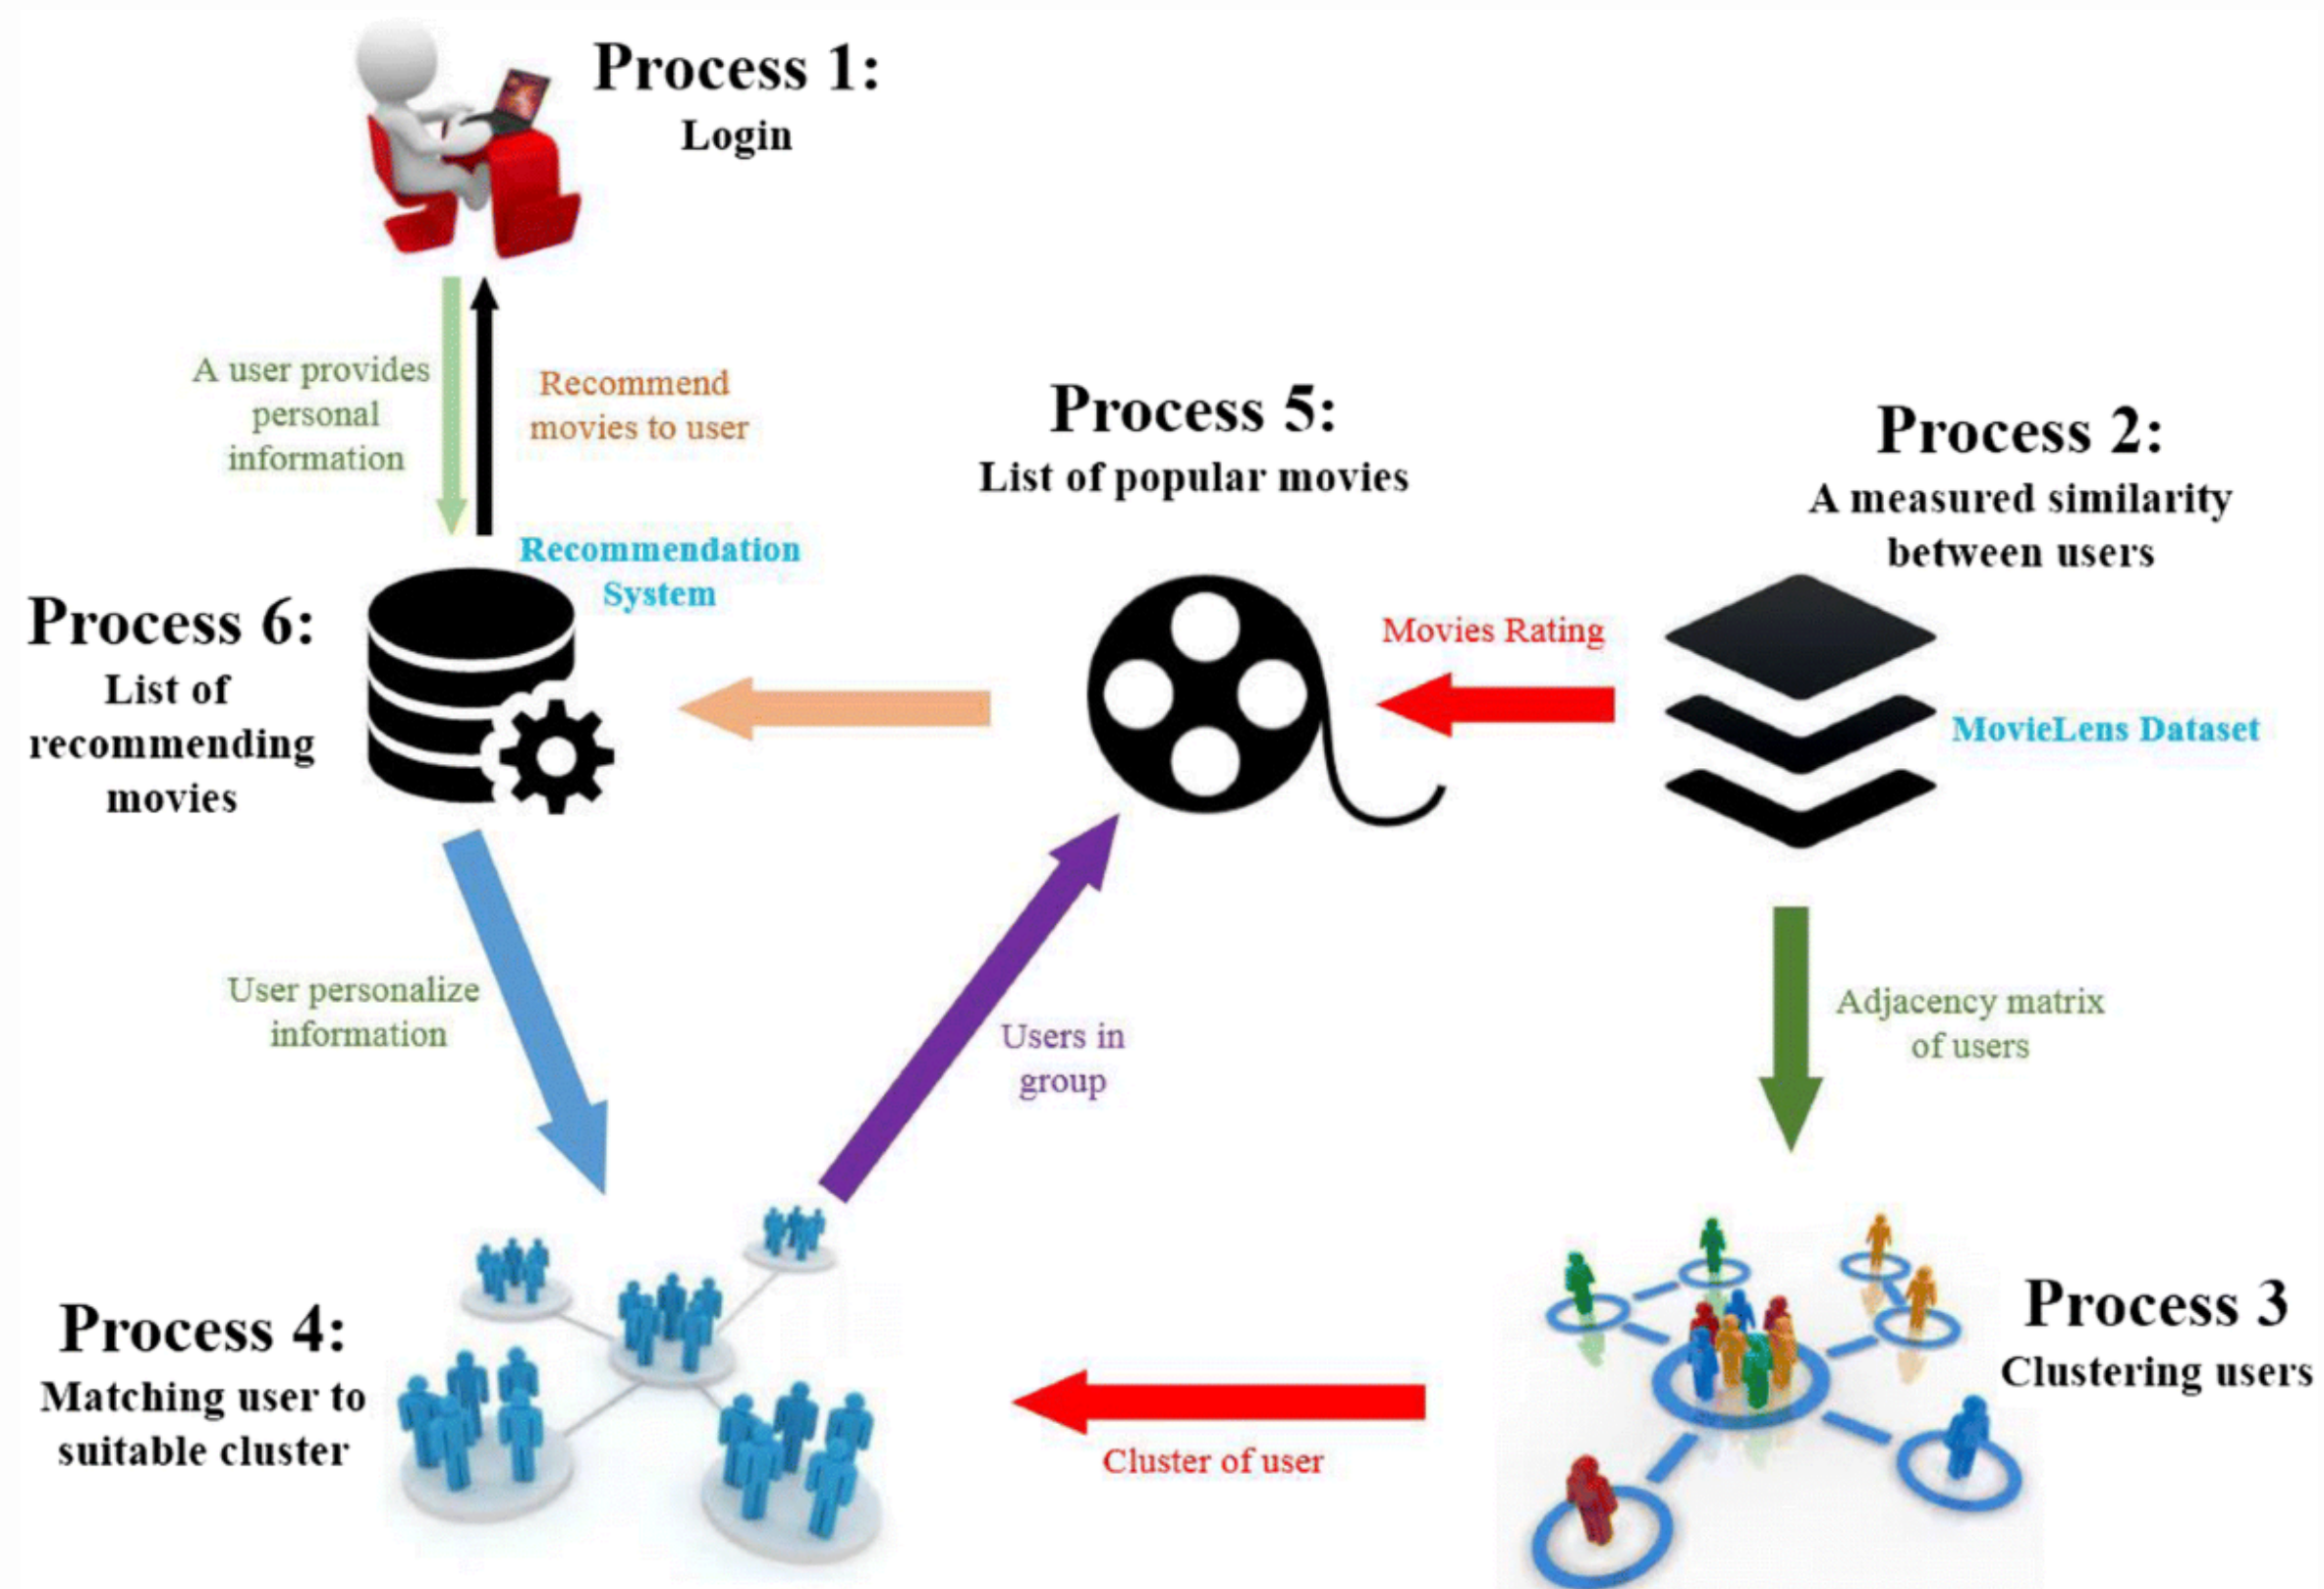 Process 1:
Login
A user provides
personal
information
Recommend
movies to user
Recommendation
System
Process 6:
List of
recommending
movies
Process 5:
List of popular movies
Movies Rating
Process 2:
A measured similarity
between users
MovieLens Dataset
User personalize
information
Users in
group
Adjacency matrix
of users
Process 4:
Matching user to
suitable cluster
Cluster of user
Process 3
Clustering users